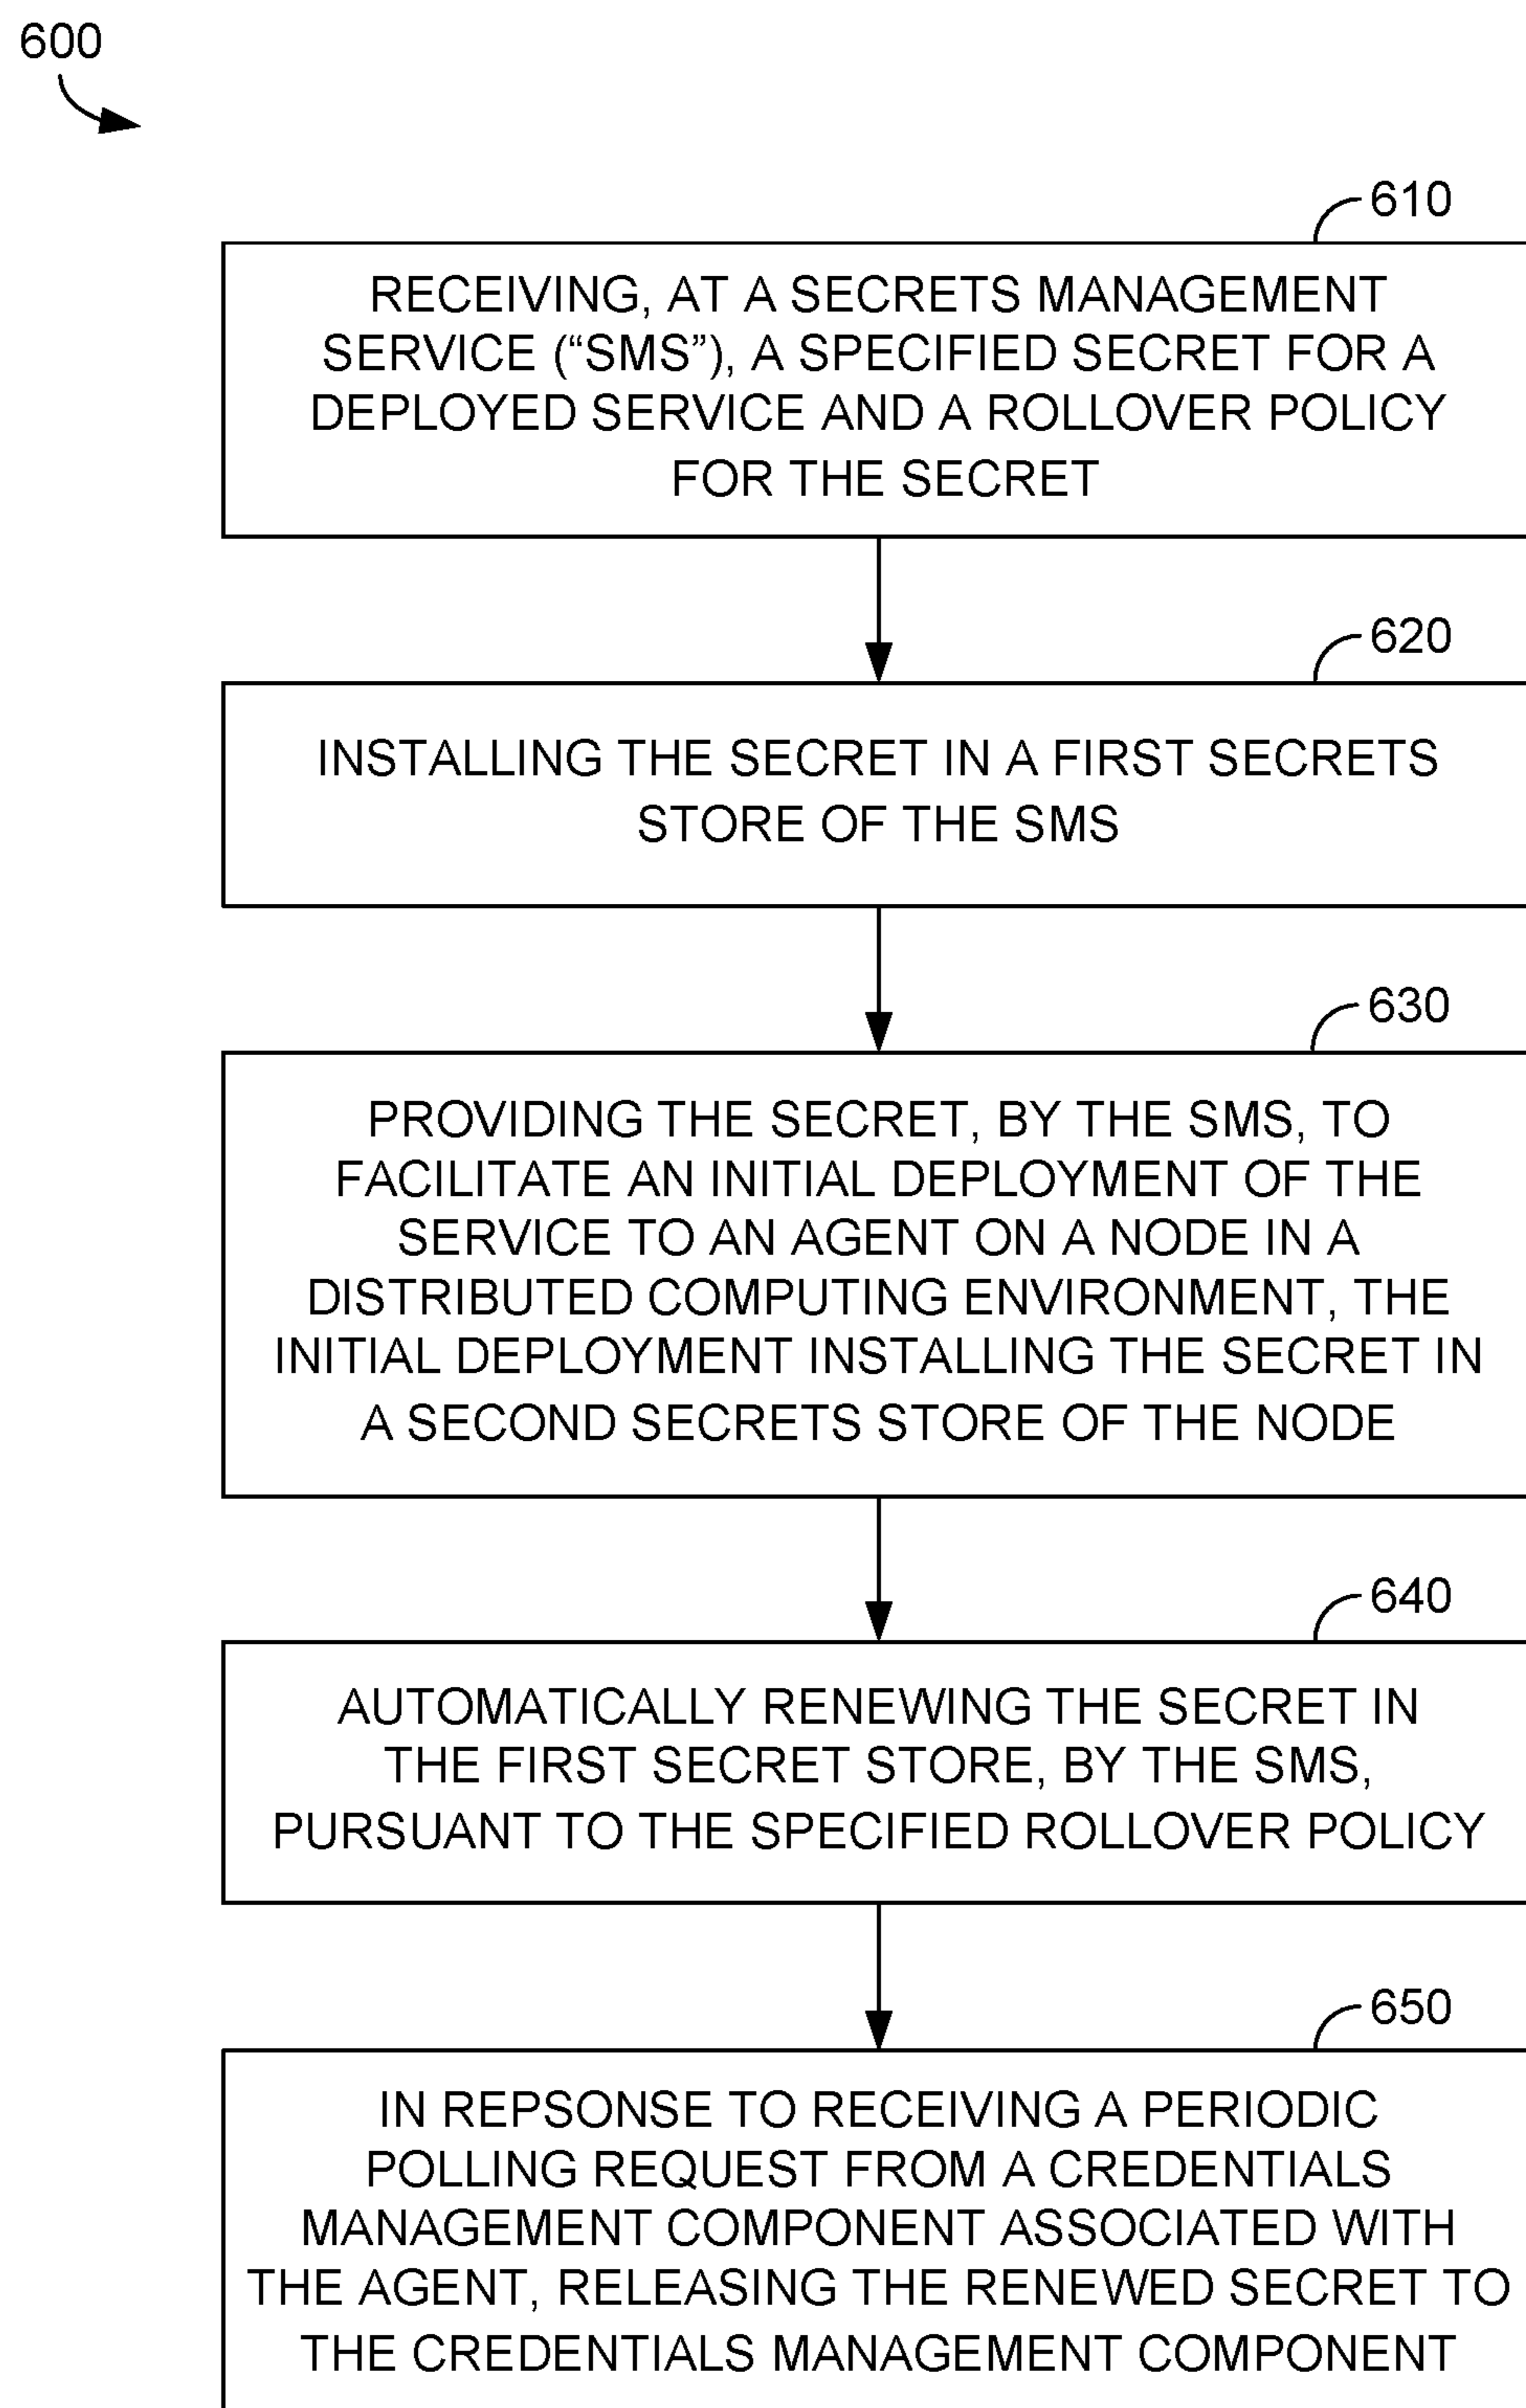 600
610
RECEIVING, AT A SECRETS MANAGEMENT
SERVICE (“SMS”), A SPECIFIED SECRET FOR A
DEPLOYED SERVICE AND A ROLLOVER POLICY
FOR THE SECRET
620
INSTALLING THE SECRET IN A FIRST SECRETS
STORE OF THE SMS
630
PROVIDING THE SECRET, BY THE SMS, TO
FACILITATE AN INITIAL DEPLOYMENT OF THE
SERVICE TO AN AGENT ON A NODE IN A
DISTRIBUTED COMPUTING ENVIRONMENT, THE
INITIAL DEPLOYMENT INSTALLING THE SECRET IN
A SECOND SECRETS STORE OF THE NODE
640
AUTOMATICALLY RENEWING THE SECRET IN
THE FIRST SECRET STORE, BY THE SMS,
PURSUANT TO THE SPECIFIED ROLLOVER POLICY
650
IN REPSONSE TO RECEIVING A PERIODIC
POLLING REQUEST FROM A CREDENTIALS
MANAGEMENT COMPONENT ASSOCIATED WITH
THE AGENT, RELEASING THE RENEWED SECRET TO
THE CREDENTIALS MANAGEMENT COMPONENT